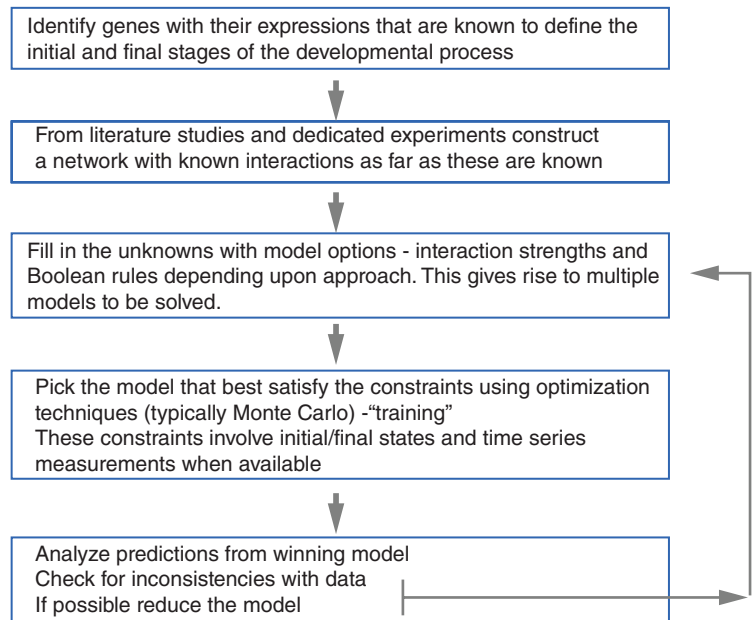 Identify genes with their expressions that are known to define the
initial and final stages of the developmental process
From literature studies and dedicated experiments construct
a network with known interactions as far as these are known
Fill in the unknowns with model options - interaction strengths and
Boolean rules depending upon approach. This gives rise to multiple
models to be solved.
Pick the model that best satisfy the constraints using optimization
techniques (typically Monte Carlo) -“training”
These constraints involve initial/final states and time series
measurements when available
Analyze predictions from winning model
Check for inconsistencies with data
If possible reduce the model